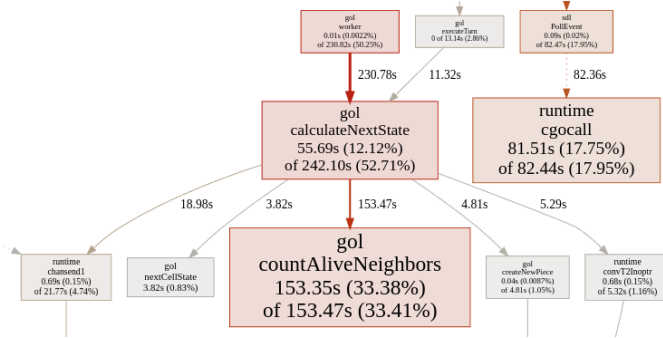 gol
worker
0.01s (0.0022%)
of 230.82s (50.25%)
gol
executeTurn
0 of 13.14s (2.86%)
sdl
PollEvent
0.09s (0.02%)
of 82.47s (17.95%)
230.78s
11.32s
82.36s
gol
calculateNextState
55.69s (12.12%)
of 242.10s (52.71%)
runtime
cgocall
81.51s (17.75%)
of 82.44s (17.95%)
18.98s
3.82s
153.47s
4.81s
5.29s
runtime
chansend1
0.69s (0.15%)
of 21.77s (4.74%)
gol
nextCellState
3.82s (0.83%)
gol
countAliveNeighbors
153.35s (33.38%)
of 153.47s (33.41%)
gol
createNewPiece
0.04s (0.0087%)
of 4.81s (1.05%)
runtime
convT2Inoptr
0.68s (0.15%)
of 5.32s (1.16%)